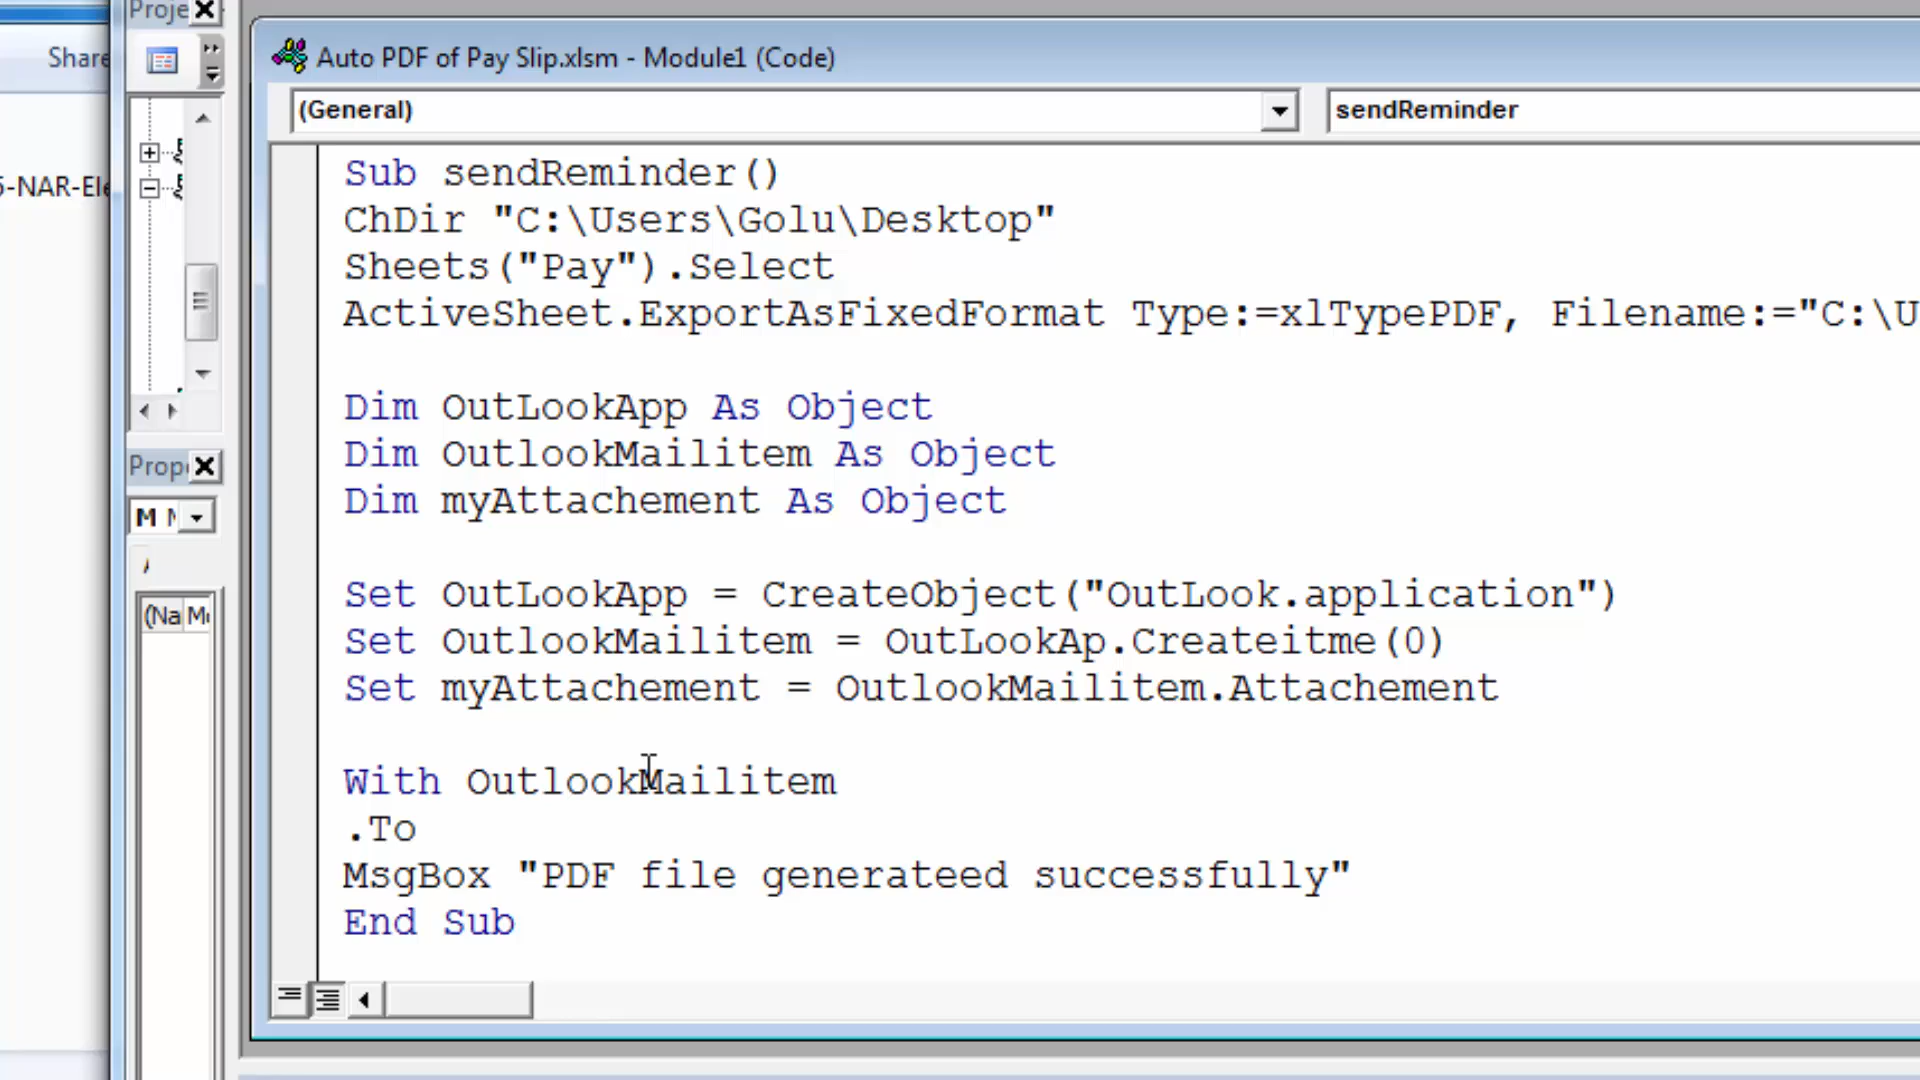 Proje
Share
Auto PDF of Pay Slip.xlsm - Module1 (Code)
(General)
sendReminder
Sub sendReminder()
ChDir "C:\Users\Golu\Desktop"
Sheets("Pay").Select
ActiveSheet.ExportAsFixedFormat Type:=xlTypePDF, Filename:="C:\U
Dim OutLookApp As Object
Dim OutlookMailitem As Object
Dim myAttachement As Object
Set OutLookApp = CreateObject("OutLook.application")
Set OutlookMailitem = OutLookAp.Createitme(0)
Set myAttachement = OutlookMailitem.Attachement
With OutlookMailitem
.To
MsgBox "PDF file generateed successfully"
End Sub
-NAR-Ele
Prope
M
(Na